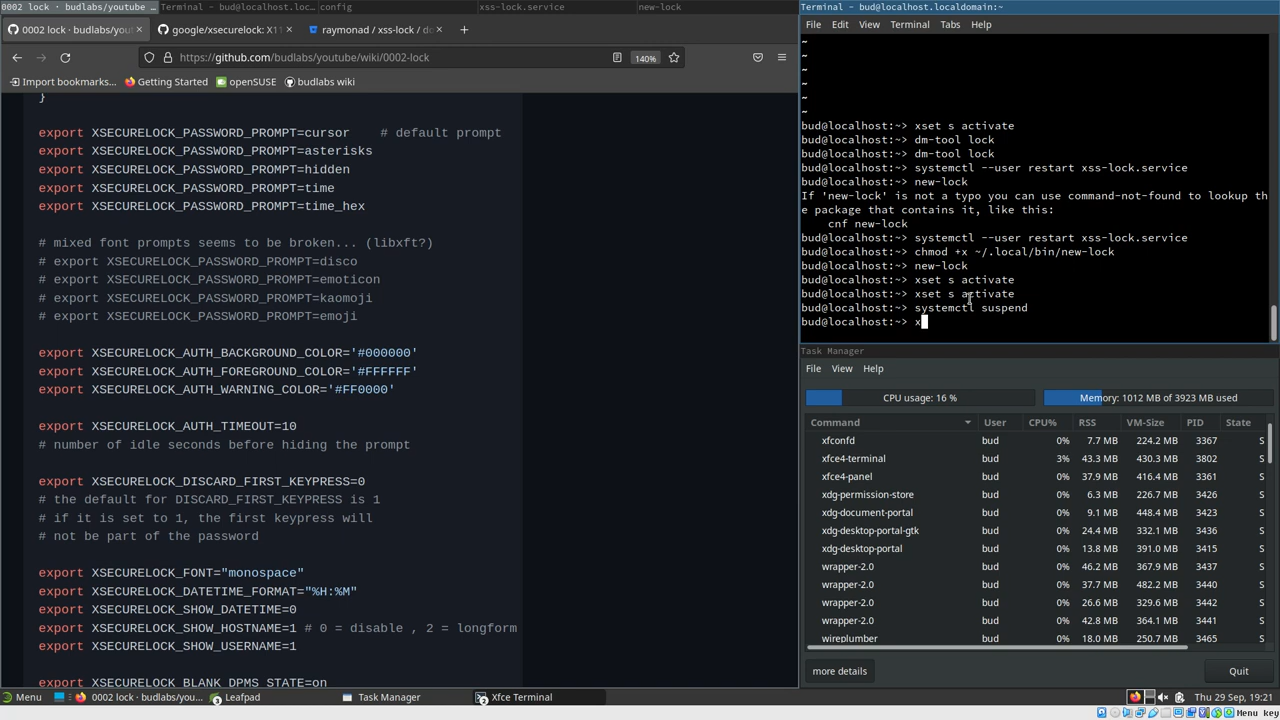 0002 lock · budlabs/youtube ...
Terminal - bud@localhost.loc...
config
xss-lock.service
new-lock
Terminal - bud@localhost.localdomain:~
0002 lock · budlabs/yout
google/xsecurelock: X11
raymonad / xss-lock / do
https://github.com/budlabs/youtube/wiki/0002-lock
140%
Import bookmarks...
Getting Started
openSUSE
budlabs wiki
}
export XSECURELOCK_PASSWORD_PROMPT=cursor    # default prompt
export XSECURELOCK_PASSWORD_PROMPT=asterisks
export XSECURELOCK_PASSWORD_PROMPT=hidden
export XSECURELOCK_PASSWORD_PROMPT=time
export XSECURELOCK_PASSWORD_PROMPT=time_hex
# mixed font prompts seems to be broken... (libxft?)
# export XSECURELOCK_PASSWORD_PROMPT=disco
# export XSECURELOCK_PASSWORD_PROMPT=emoticon
# export XSECURELOCK_PASSWORD_PROMPT=kaomoji
# export XSECURELOCK_PASSWORD_PROMPT=emoji
export XSECURELOCK_AUTH_BACKGROUND_COLOR='#000000'
export XSECURELOCK_AUTH_FOREGROUND_COLOR='#FFFFFF'
export XSECURELOCK_AUTH_WARNING_COLOR='#FF0000'
export XSECURELOCK_AUTH_TIMEOUT=10
# number of idle seconds before hiding the prompt
export XSECURELOCK_DISCARD_FIRST_KEYPRESS=0
# the default for DISCARD_FIRST_KEYPRESS is 1
# if it is set to 1, the first keypress will
# not be part of the password
export XSECURELOCK_FONT="monospace"
export XSECURELOCK_DATETIME_FORMAT="%H:%M"
export XSECURELOCK_SHOW_DATETIME=0
export XSECURELOCK_SHOW_HOSTNAME=1 # 0 = disable , 2 = longform
export XSECURELOCK_SHOW_USERNAME=1
export XSECURELOCK_BLANK_DPMS_STATE=on
File Edit View Terminal Tabs Help
~
~
~
~
~
~
bud@localhost:~> xset s activate
bud@localhost:~> dm-tool lock
bud@localhost:~> dm-tool lock
bud@localhost:~> systemctl --user restart xss-lock.service
bud@localhost:~> new-lock
If 'new-lock' is not a typo you can use command-not-found to lookup th
e package that contains it, like this:
    cnf new-lock
bud@localhost:~> systemctl --user restart xss-lock.service
bud@localhost:~> chmod +x ~/.local/bin/new-lock
bud@localhost:~> new-lock
bud@localhost:~> xset s activate
bud@localhost:~> xset s activate
bud@localhost:~> systemctl suspend
bud@localhost:~> x
Task Manager
File View Help
CPU usage: 16 %
Memory: 1012 MB of 3923 MB used
Command User CPU% RSS VM-Size PID State
xfconfd bud 0% 7.7 MB 224.2 MB 3367 S
xfce4-terminal bud 3% 43.3 MB 430.3 MB 3802 S
xfce4-panel bud 0% 37.9 MB 416.4 MB 3361 S
xdg-permission-store bud 0% 6.3 MB 226.7 MB 3426 S
xdg-document-portal bud 0% 9.1 MB 448.4 MB 3423 S
xdg-desktop-portal-gtk bud 0% 24.4 MB 332.1 MB 3436 S
xdg-desktop-portal bud 0% 13.8 MB 391.0 MB 3415 S
wrapper-2.0 bud 0% 46.2 MB 367.9 MB 3437 S
wrapper-2.0 bud 0% 37.7 MB 482.2 MB 3440 S
wrapper-2.0 bud 0% 26.6 MB 329.6 MB 3442 S
wrapper-2.0 bud 0% 42.8 MB 364.1 MB 3441 S
wireplumber bud 0% 18.0 MB 250.7 MB 3465 S
more details
Quit
Menu
0002 lock · budlabs/you...
3
Leafpad
Task Manager
2
Xfce Terminal
Thu 29 Sep, 19:21
Menu key